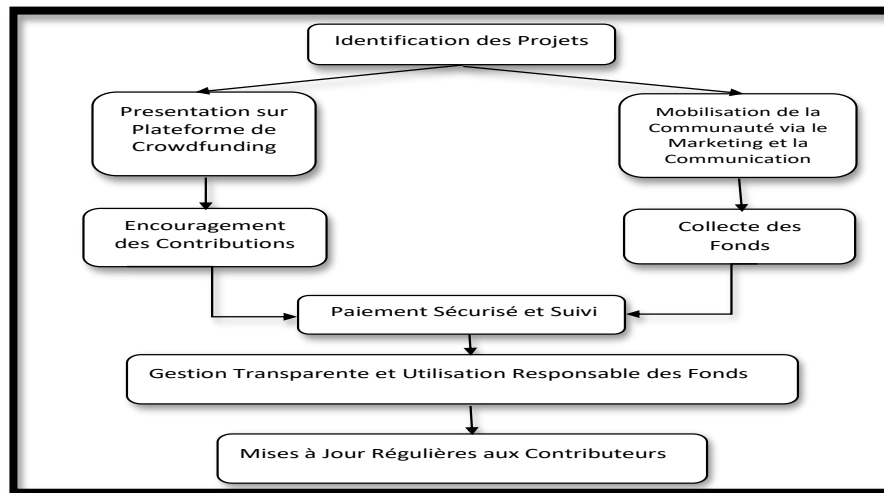 Identification des Projets
Presentation sur
Plateforme de
Crowdfunding
Mobilisation de la
Communauté via le
Marketing et la
Communication
Encouragement
des Contributions
Collecte des
Fonds
Paiement Sécurisé et Suivi
Gestion Transparente et Utilisation Responsable des Fonds
Mises à Jour Régulières aux Contributeurs